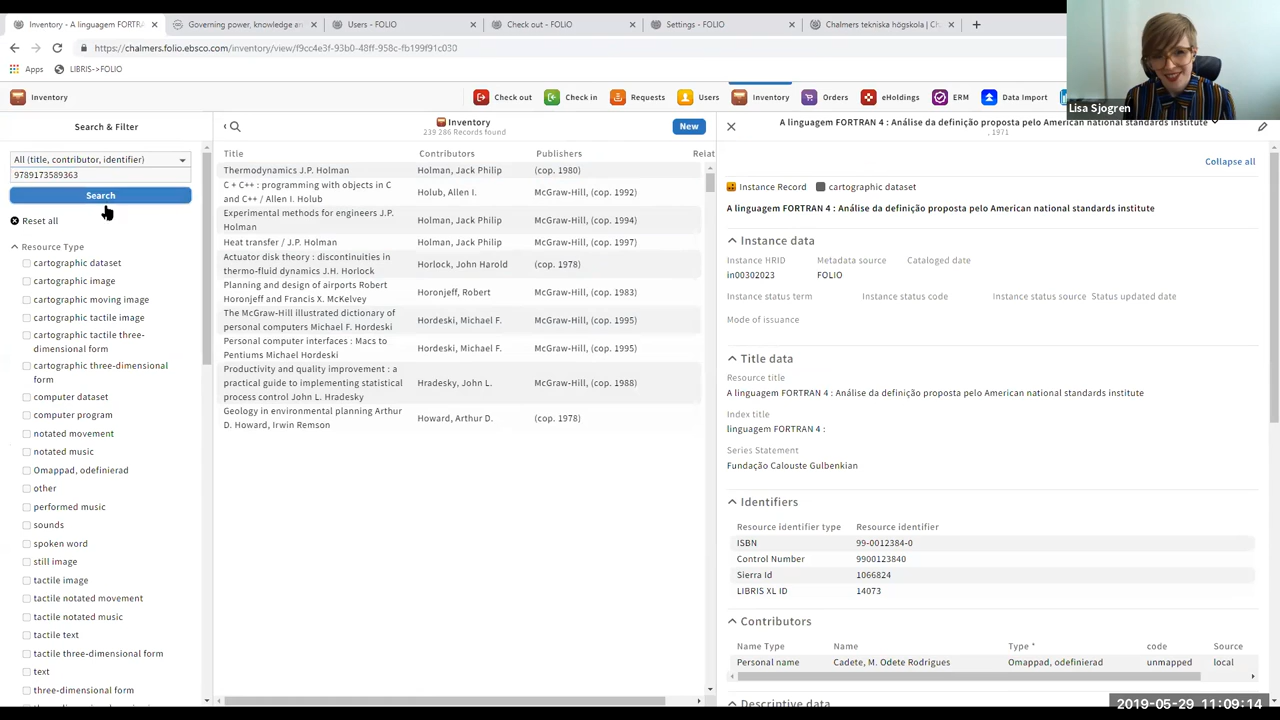 Inventory - A linguagem FORTRA
Governing power, knowledge an
Users - FOLIO
Check out - FOLIO
Settings - FOLIO
Chalmers tekniska högskola | Ch
https://chalmers.folio.ebsco.com/inventory/view/f9cc4e3f-93b0-48ff-958c-fb199f91c030
Apps
LIBRIS->FOLIO
Lisa Sjogren
Inventory
Check out
Check in
Requests
Users
Inventory
Orders
eHoldings
ERM
Data Import
Search & Filter
All (title, contributor, identifier)
9789173589363
Search
Reset all
Resource Type
cartographic dataset
cartographic image
cartographic moving image
cartographic tactile image
cartographic tactile three-
dimensional form
cartographic three-dimensional
form
computer dataset
computer program
notated movement
notated music
Omappad, odefinierad
other
performed music
sounds
spoken word
still image
tactile image
tactile notated movement
tactile notated music
tactile text
tactile three-dimensional form
text
three-dimensional form
Inventory
239 286 Records found
New
Title Contributors Publishers Relat
Thermodynamics J.P. Holman Holman, Jack Philip (cop. 1980)
C + C++ : programming with objects in C
and C++ / Allen I. Holub Holub, Allen I. McGraw-Hill, (cop. 1992)
Experimental methods for engineers J.P.
Holman Holman, Jack Philip McGraw-Hill, (cop. 1994)
Heat transfer / J.P. Holman Holman, Jack Philip McGraw-Hill, (cop. 1997)
Actuator disk theory : discontinuities in
thermo-fluid dynamics J.H. Horlock Horlock, John Harold (cop. 1978)
Planning and design of airports Robert
Horonjeff and Francis X. McKelvey Horonjeff, Robert McGraw-Hill, (cop. 1983)
The McGraw-Hill illustrated dictionary of
personal computers Michael F. Hordeski Hordeski, Michael F. McGraw-Hill, (cop. 1995)
Personal computer interfaces : Macs to
Pentiums Michael Hordeski Hordeski, Michael F. McGraw-Hill, (cop. 1995)
Productivity and quality improvement : a
practical guide to implementing statistical
process control John L. Hradesky Hradesky, John L. McGraw-Hill, (cop. 1988)
Geology in environmental planning Arthur
D. Howard, Irwin Remson Howard, Arthur D. (cop. 1978)
A linguagem FORTRAN 4 : Análise da definição proposta pelo American national standards institute
, 1971
Collapse all
Instance Record cartographic dataset
A linguagem FORTRAN 4 : Análise da definição proposta pelo American national standards institute
Instance data
Instance HRID Metadata source Cataloged date
in00302023 FOLIO
Instance status term Instance status code Instance status source Status updated date
Mode of issuance
Title data
Resource title
A linguagem FORTRAN 4 : Análise da definição proposta pelo American national standards institute
Index title
linguagem FORTRAN 4 :
Series Statement
Fundação Calouste Gulbenkian
Identifiers
Resource identifier type Resource identifier
ISBN 99-0012384-0
Control Number 9900123840
Sierra Id 1066824
LIBRIS XL ID 14073
Contributors
Name Type Name Type * code Source
Personal name Cadete, M. Odete Rodrigues Omappad, odefinierad unmapped local
Descriptive data
2019-05-29 11:09:14